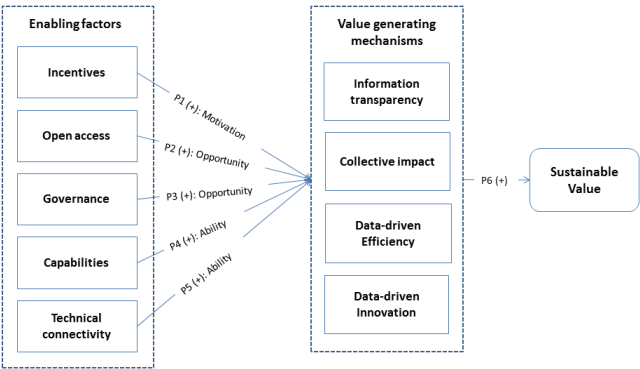 Enabling factors
Incentives
Open access
Governance
Capabilities
Technical
connectivity
P1 (+): Motivation
P2 (+): Opportunity
P3 (+): Opportunity
P4 (+): Ability
P5 (+): Ability
Value generating
mechanisms
Information
transparency
Collective impact
Data-driven
Efficiency
Data-driven
Innovation
P6 (+)
Sustainable
Value